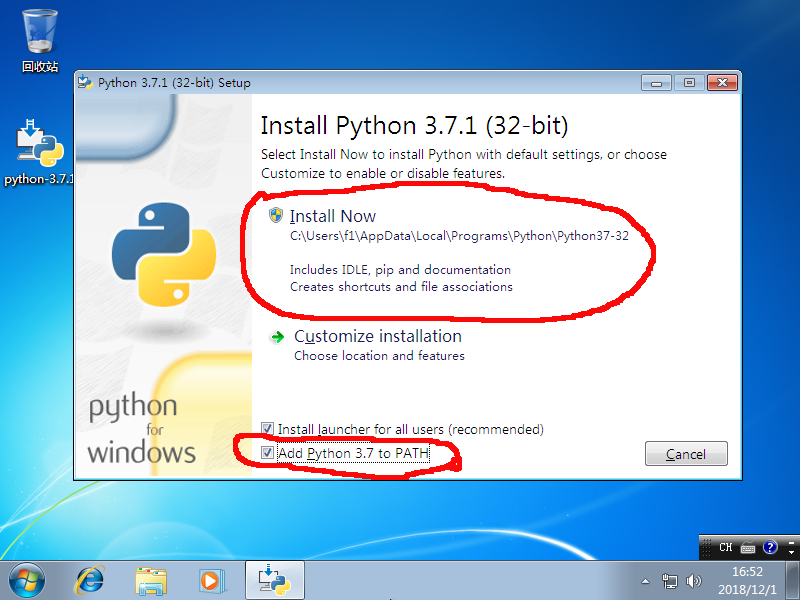 回收站
python-3.7.1
Python 3.7.1 (32-bit) Setup
Install Python 3.7.1 (32-bit)
Select Install Now to install Python with default settings, or choose
Customize to enable or disable features.
Install Now
C:\Users\f1\AppData\Local\Programs\Python\Python37-32
Includes IDLE, pip and documentation
Creates shortcuts and file associations
Customize installation
Choose location and features
python
for
windows
Install launcher for all users (recommended)
Add Python 3.7 to PATH
Cancel
CH
16:52
2018/12/1